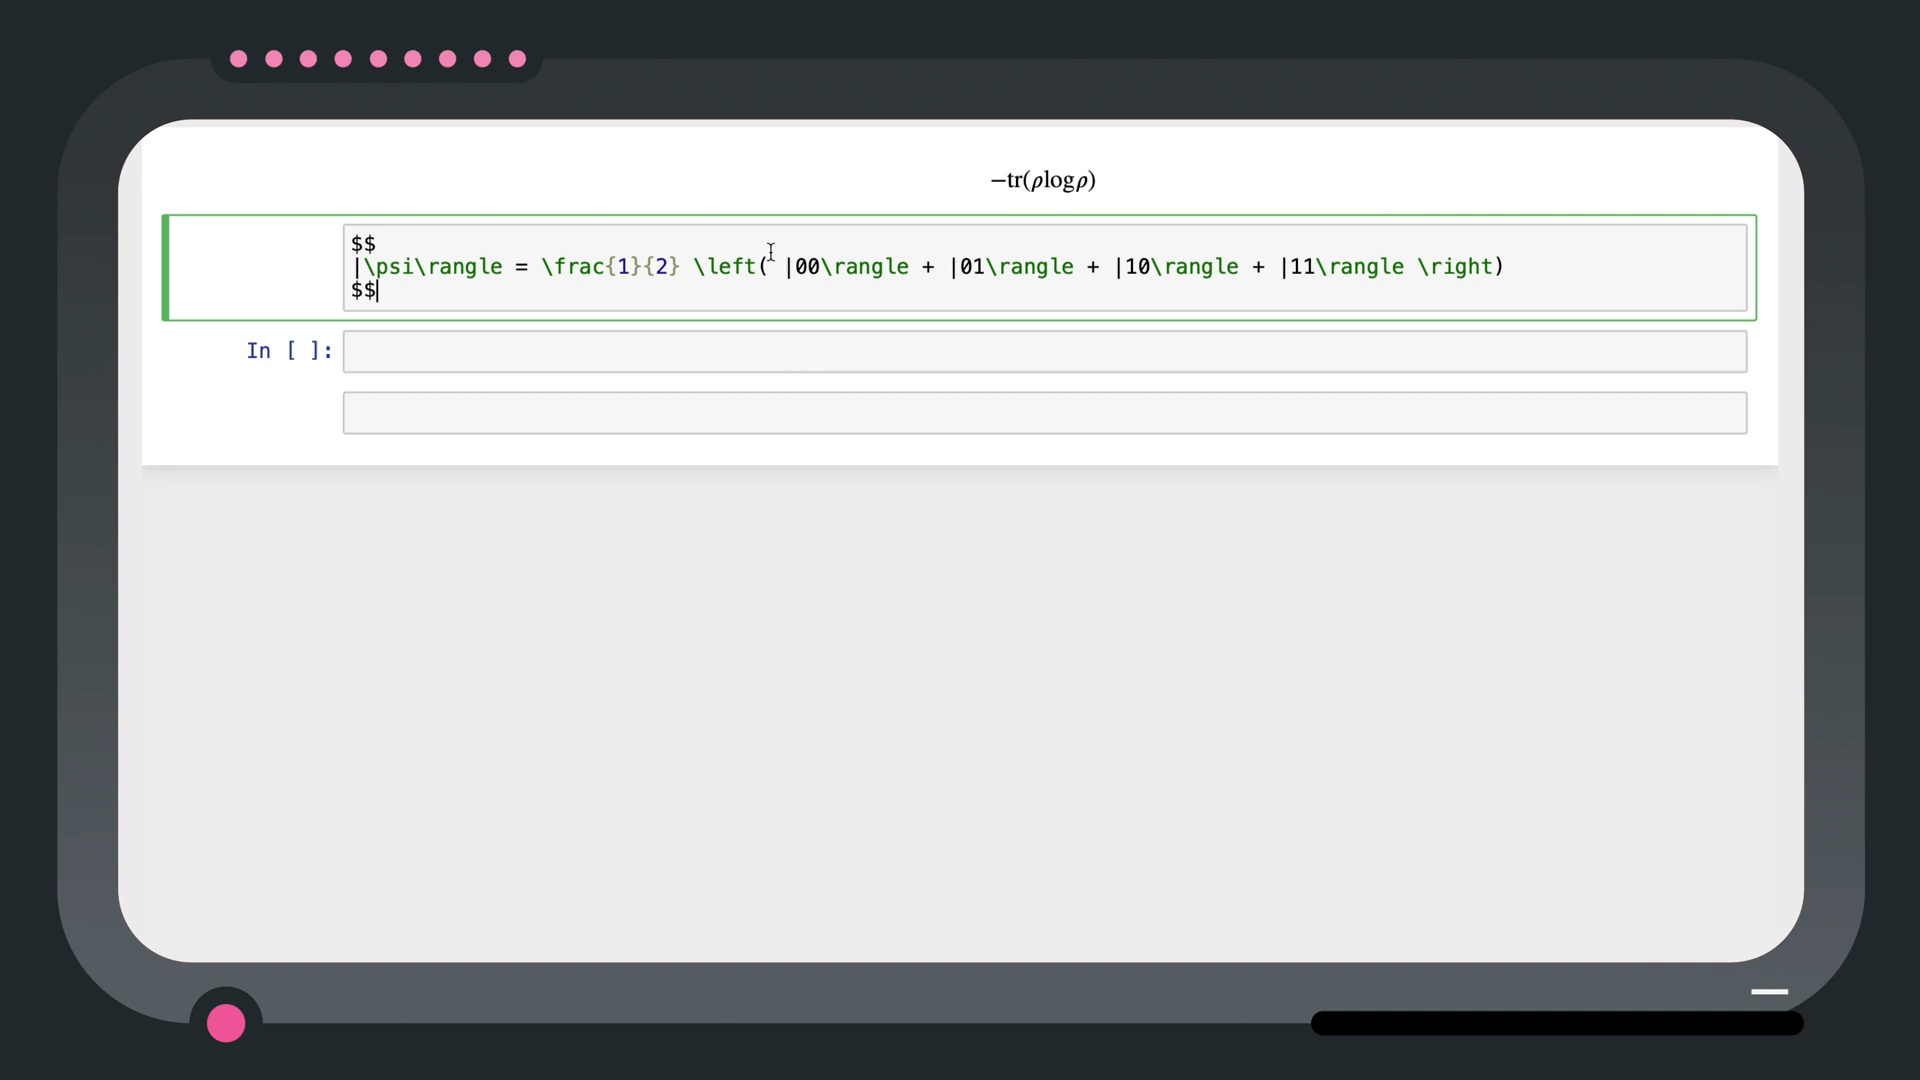 −tr(ρlogρ)
$$
|\psi\rangle = \frac{1}{2} \left( |00\rangle + |01\rangle + |10\rangle + |11\rangle \right)
$$
In [ ]: